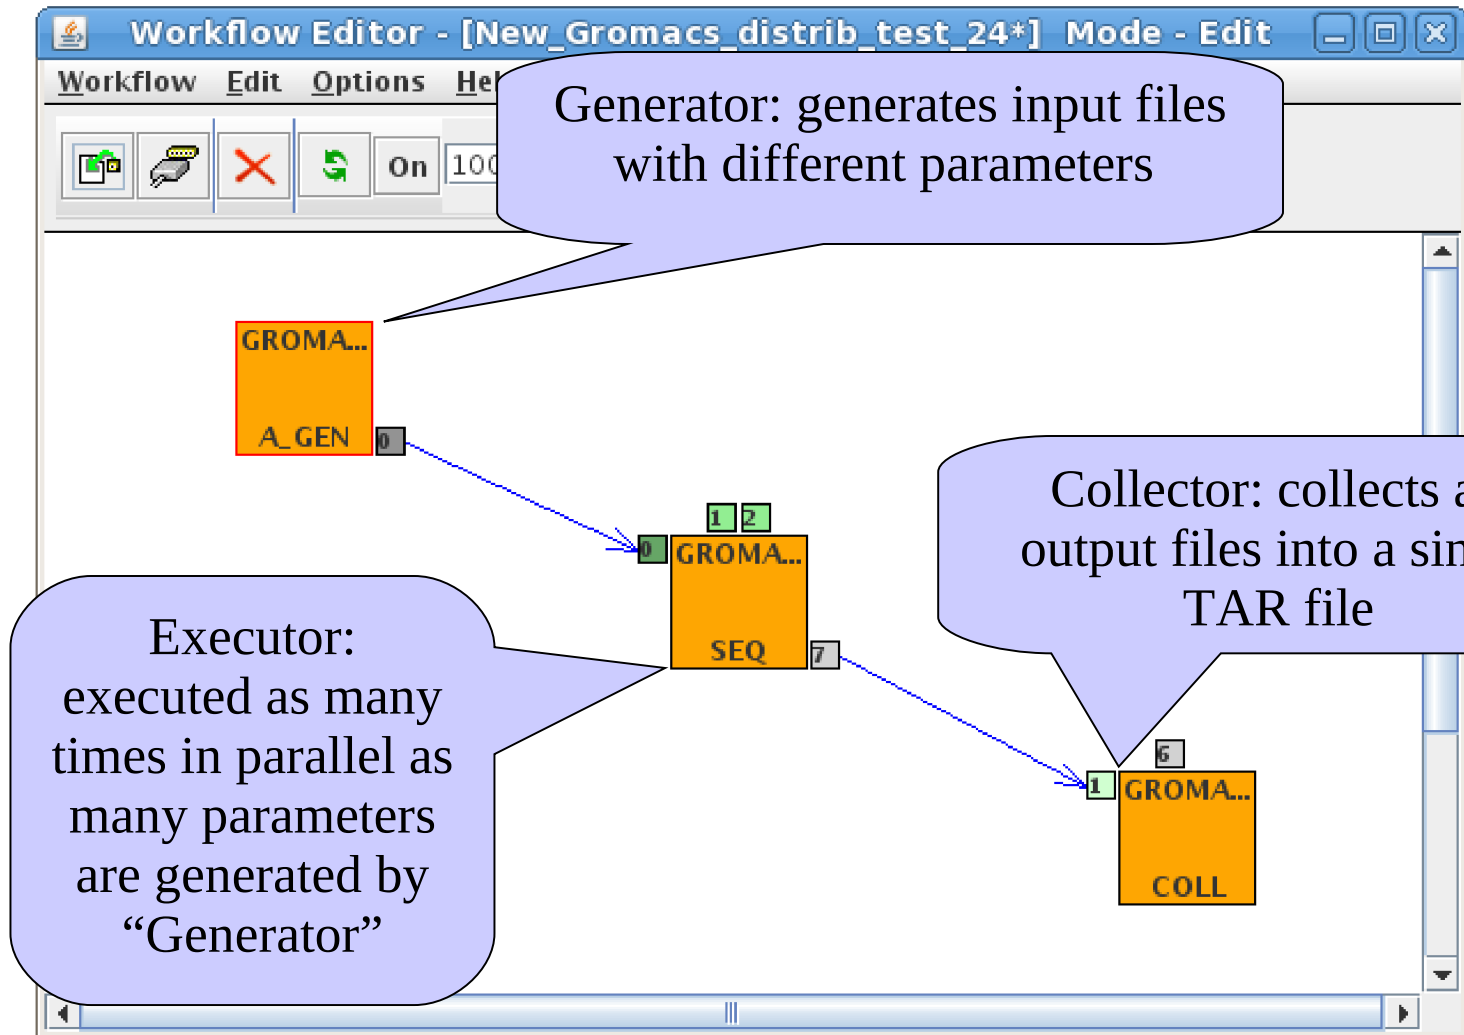 Workflow Editor - [New_Gromacs_distrib_test_24*] Mode - Edit
Workflow Edit Options
Generator: generates input files
with different parameters
On
GROMA...
A_GEN
0
1 2
0
GROMA...
SEQ
7
Collector: collects
output files into a
TAR file
Executor:
executed as many
times in parallel as
many parameters
are generated by
“Generator”
6
1
GROMA...
COLL